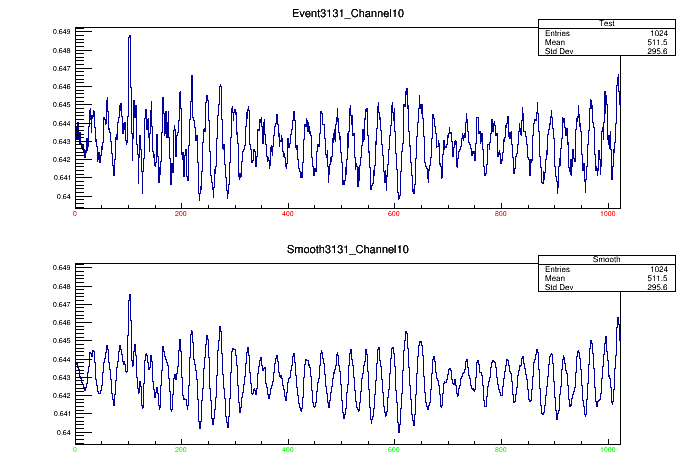 Event3131_Channel10
Test
Entries 1024
Mean 511.5
Std Dev 295.6
0.649
0.648
0.647
0.646
0.645
0.644
0.643
0.642
0.641
0.64
0 200 400 600 800 1000
Smooth3131_Channel10
Smooth
Entries 1024
Mean 511.5
Std Dev 295.6
0.649
0.648
0.647
0.646
0.645
0.644
0.643
0.642
0.641
0.64
0 200 400 600 800 1000